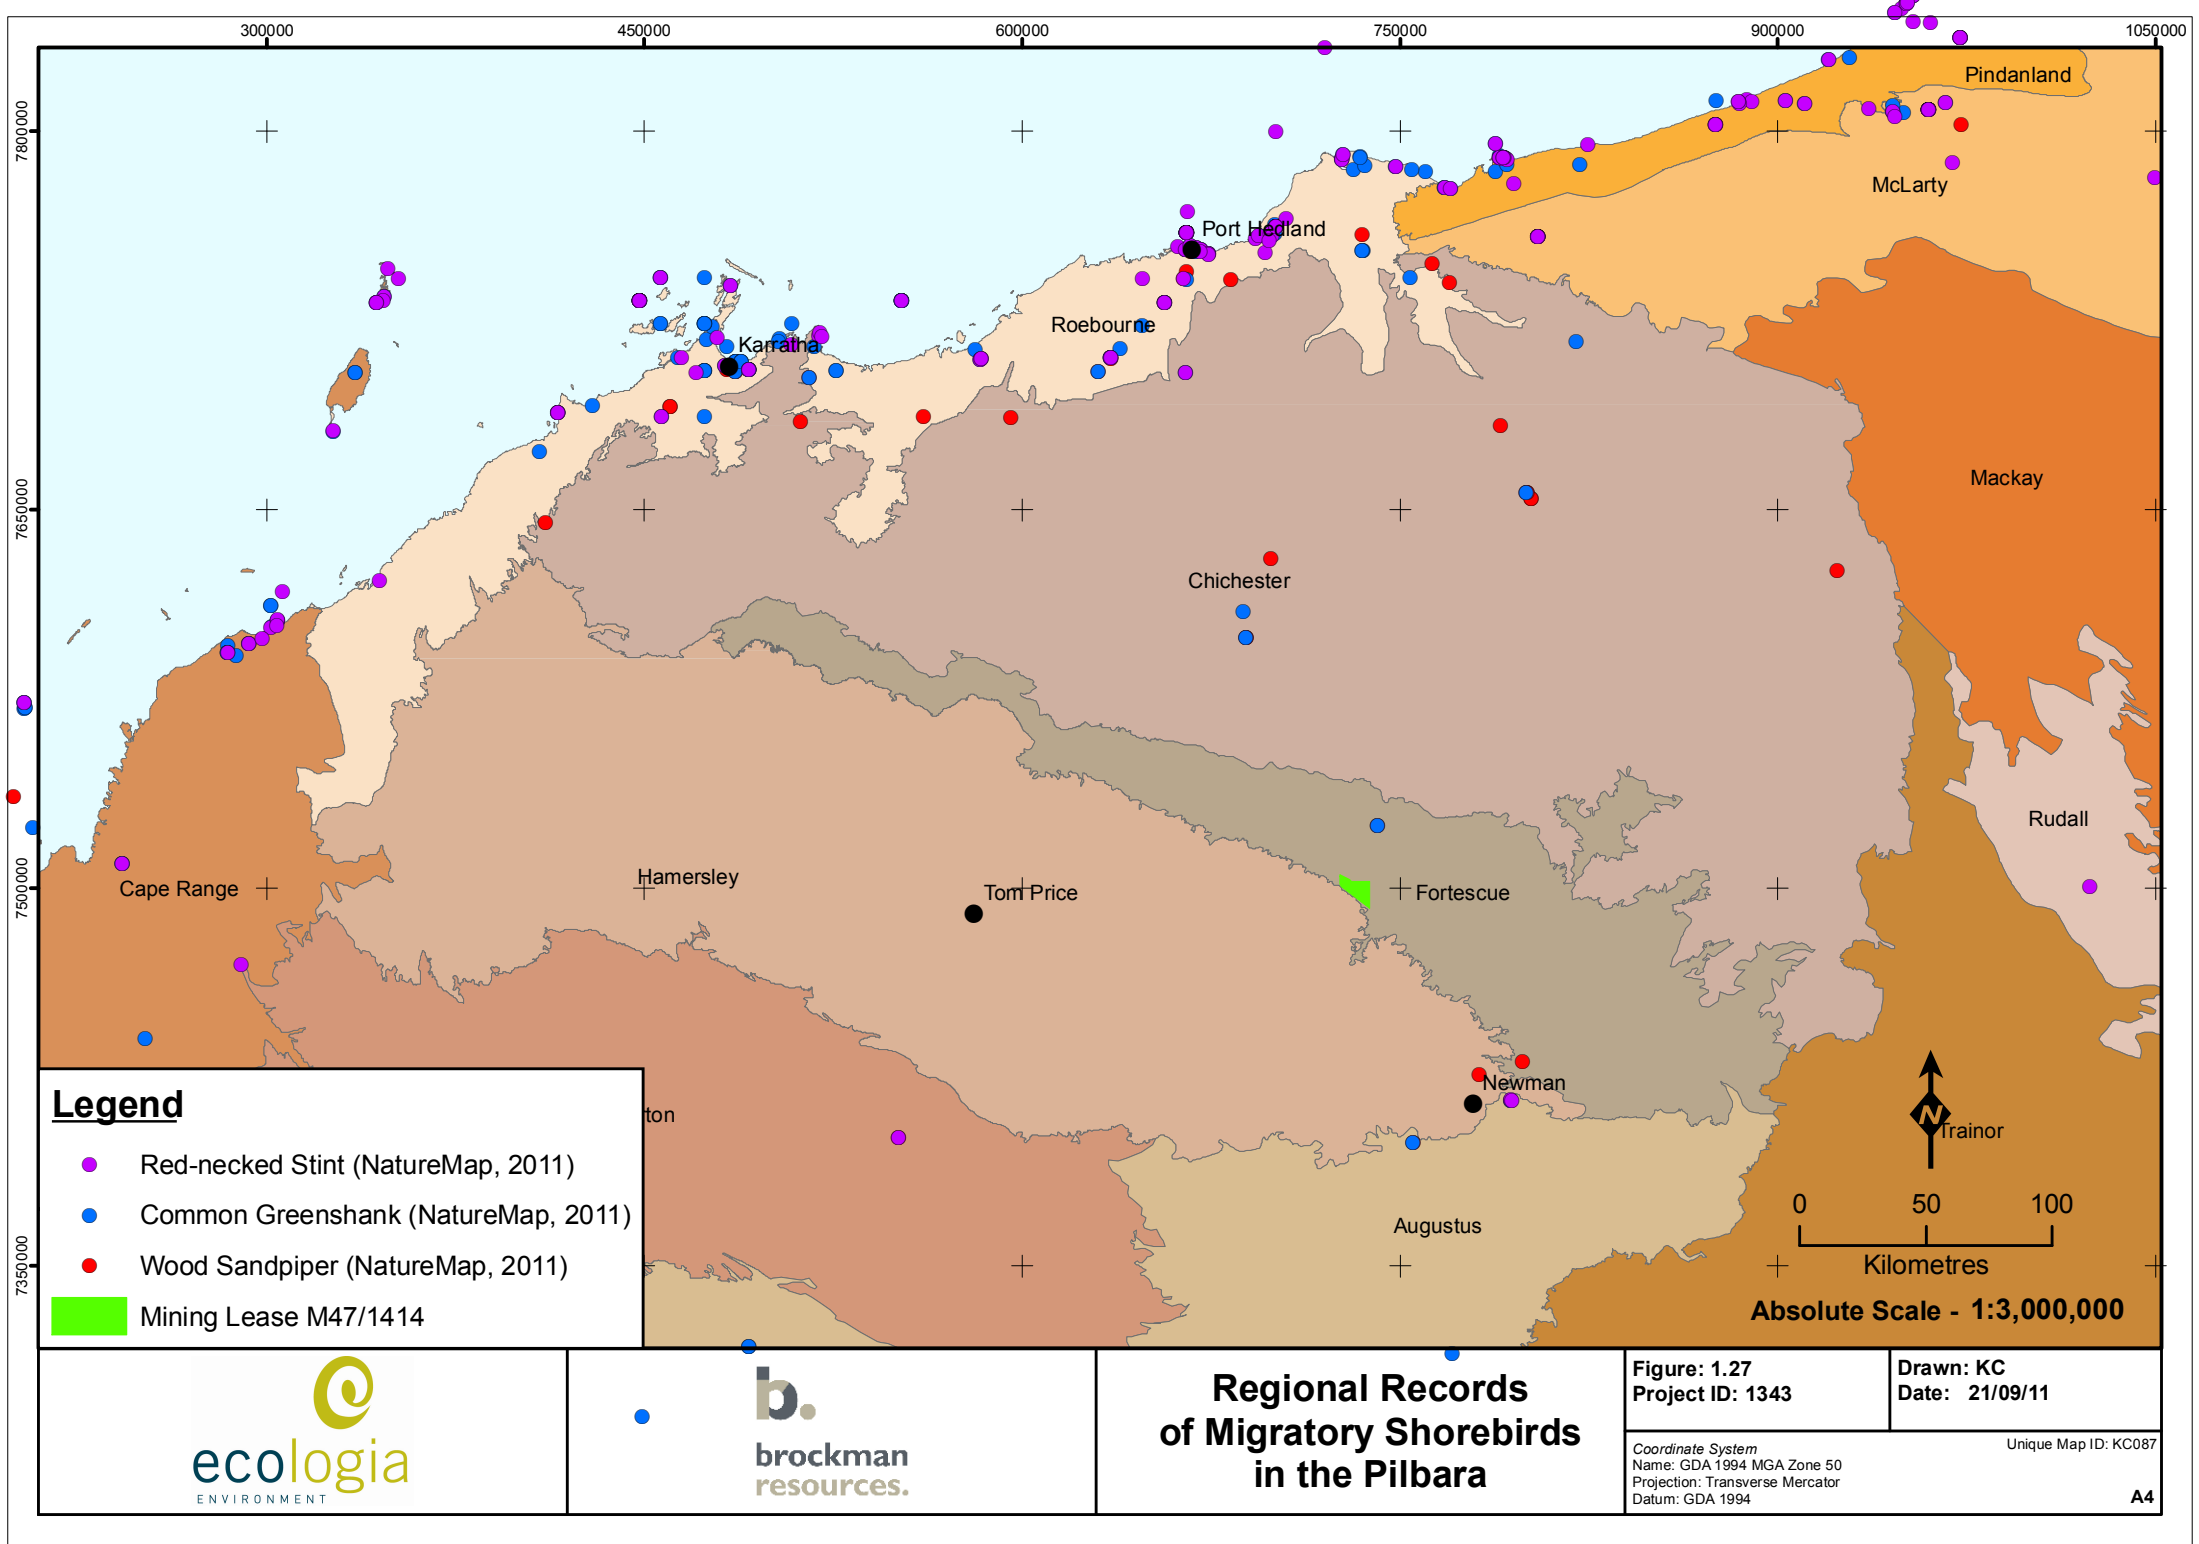 300000 450000 600000 750000 900000 1050000
Pindanland
7800000
McLarty
Port Hedland
Roebourne
Karratha
Mackay
7650000
Chichester
Rudall
7500000
Cape Range
Hamersley
Tom Price
Fortescue
Newman
Legend
ton
Trainor
Red-necked Stint (NatureMap, 2011)
Common Greenshank (NatureMap, 2011)
Wood Sandpiper (NatureMap, 2011)
Mining Lease M47/1414
N
0 50 100
Kilometres
Augustus
7350000
Absolute Scale - 1:3,000,000
ecologia
ENVIRONMENT
b.
brockman
resources.
Regional Records
of Migratory Shorebirds
in the Pilbara
Figure: 1.27
Project ID: 1343
Drawn: KC
Date: 21/09/11
Coordinate System
Name: GDA 1994 MGA Zone 50
Projection: Transverse Mercator
Datum: GDA 1994
Unique Map ID: KC087
A4